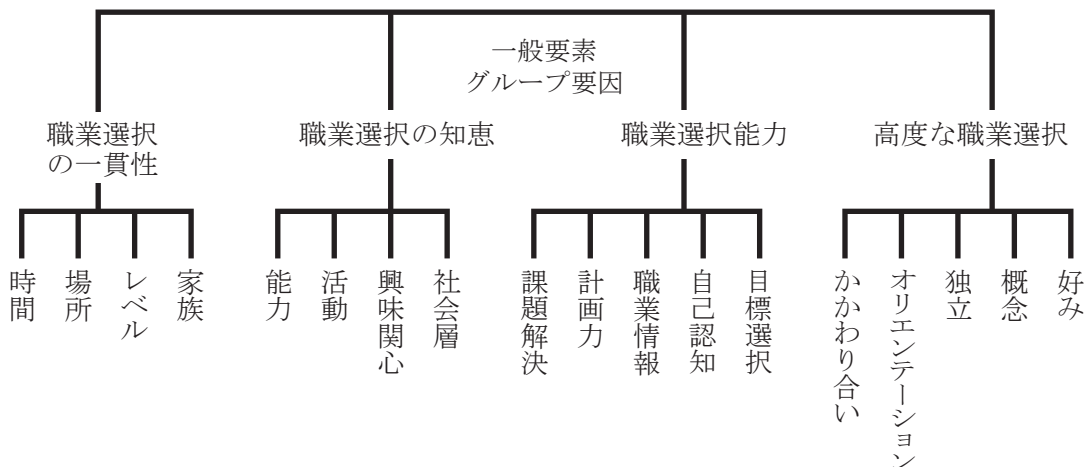 一般要素
グループ要因
職業選択
の一貫性
職業選択の知恵
職業選択能力
高度な職業選択
時間
場所
レベル
家族
能力
活動
興味関心
社会層
課題解決
計画力
職業情報
自己認知
目標選択
かかわり合い
オリエンテーション
独立
概念
好み